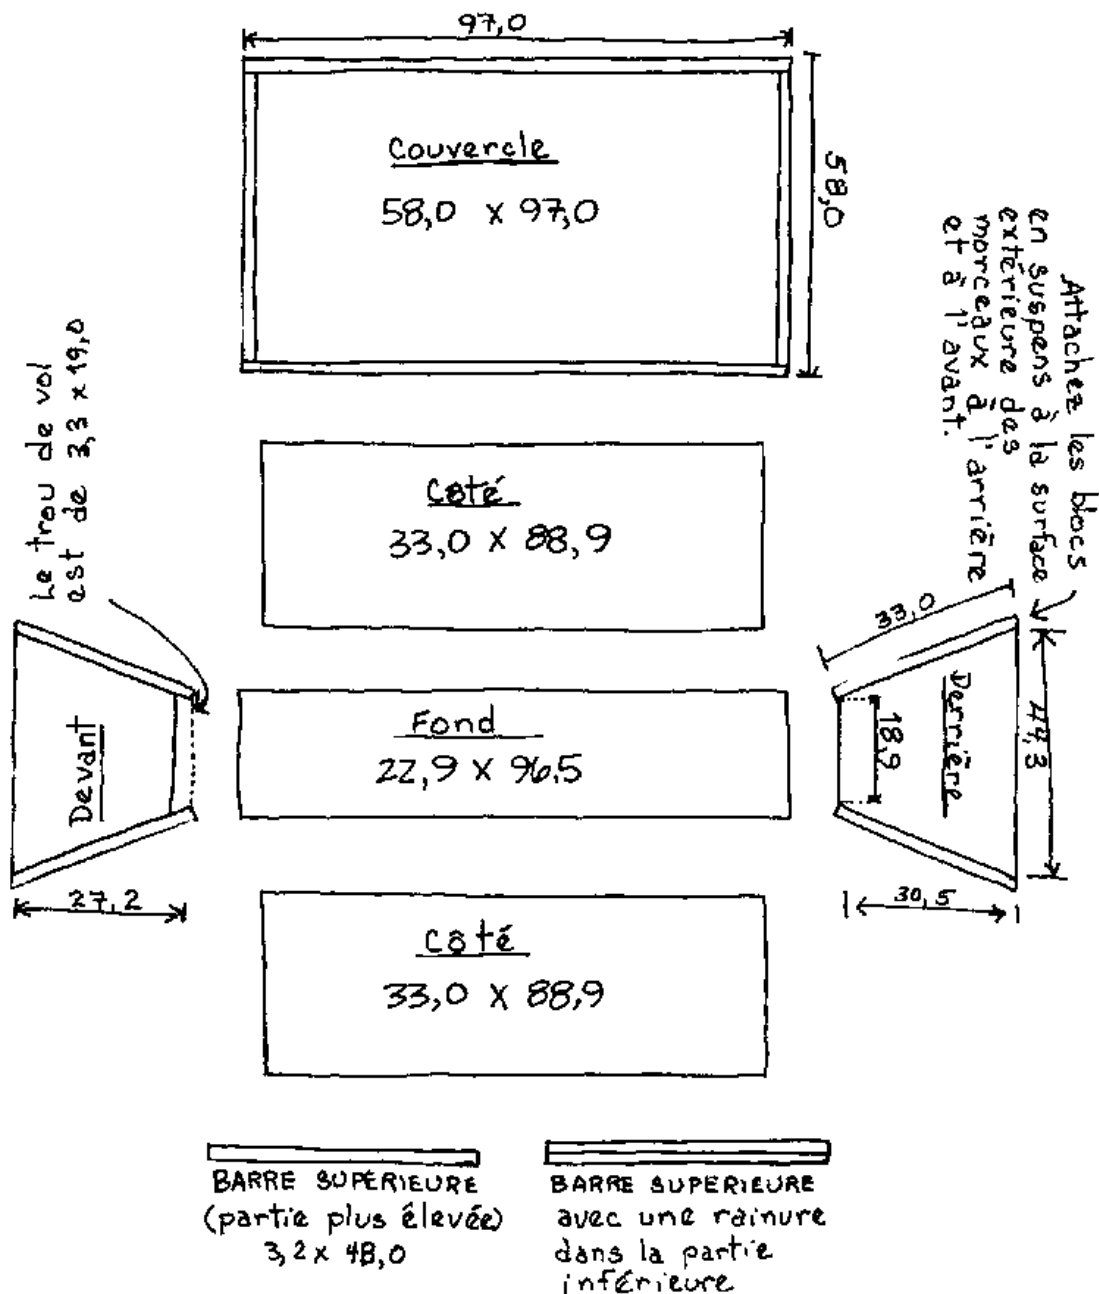 97,0
Couvercle
58,0 x 97,0
58,0
Attachez les blocs
en suspens à la surface
extérieure des
morceaux à l'arrière
et à l'avant.
Le trou de vol
est de 3,3 x 19,0
Côté
33,0 x 88,9
33,0
Devant
27,2
Fond
22,9 x 96,5
18,9
Derrière
44,3
30,5
Côté
33,0 x 88,9
BARRE SUPÉRIEURE
(partie plus élevée)
3,2 x 48,0
BARRE SUPÉRIEURE
avec une rainure
dans la partie
inférieure